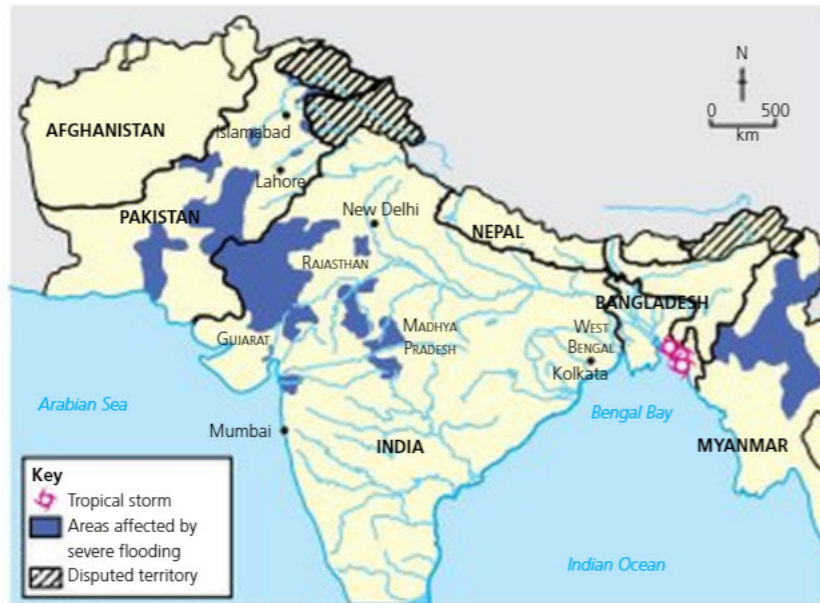 N
0 500
km
AFGHANISTAN
Islamabad
Lahore
PAKISTAN
New Delhi
NEPAL
RAJASTHAN
BANGLADESH
GUJARAT
MADHYA
PRADESH
WEST
BENGAL
Kolkata
Arabian Sea
Bengal Bay
Mumbai
INDIA
MYANMAR
Key
Tropical storm
Areas affected by
severe flooding
Disputed territory
Indian Ocean